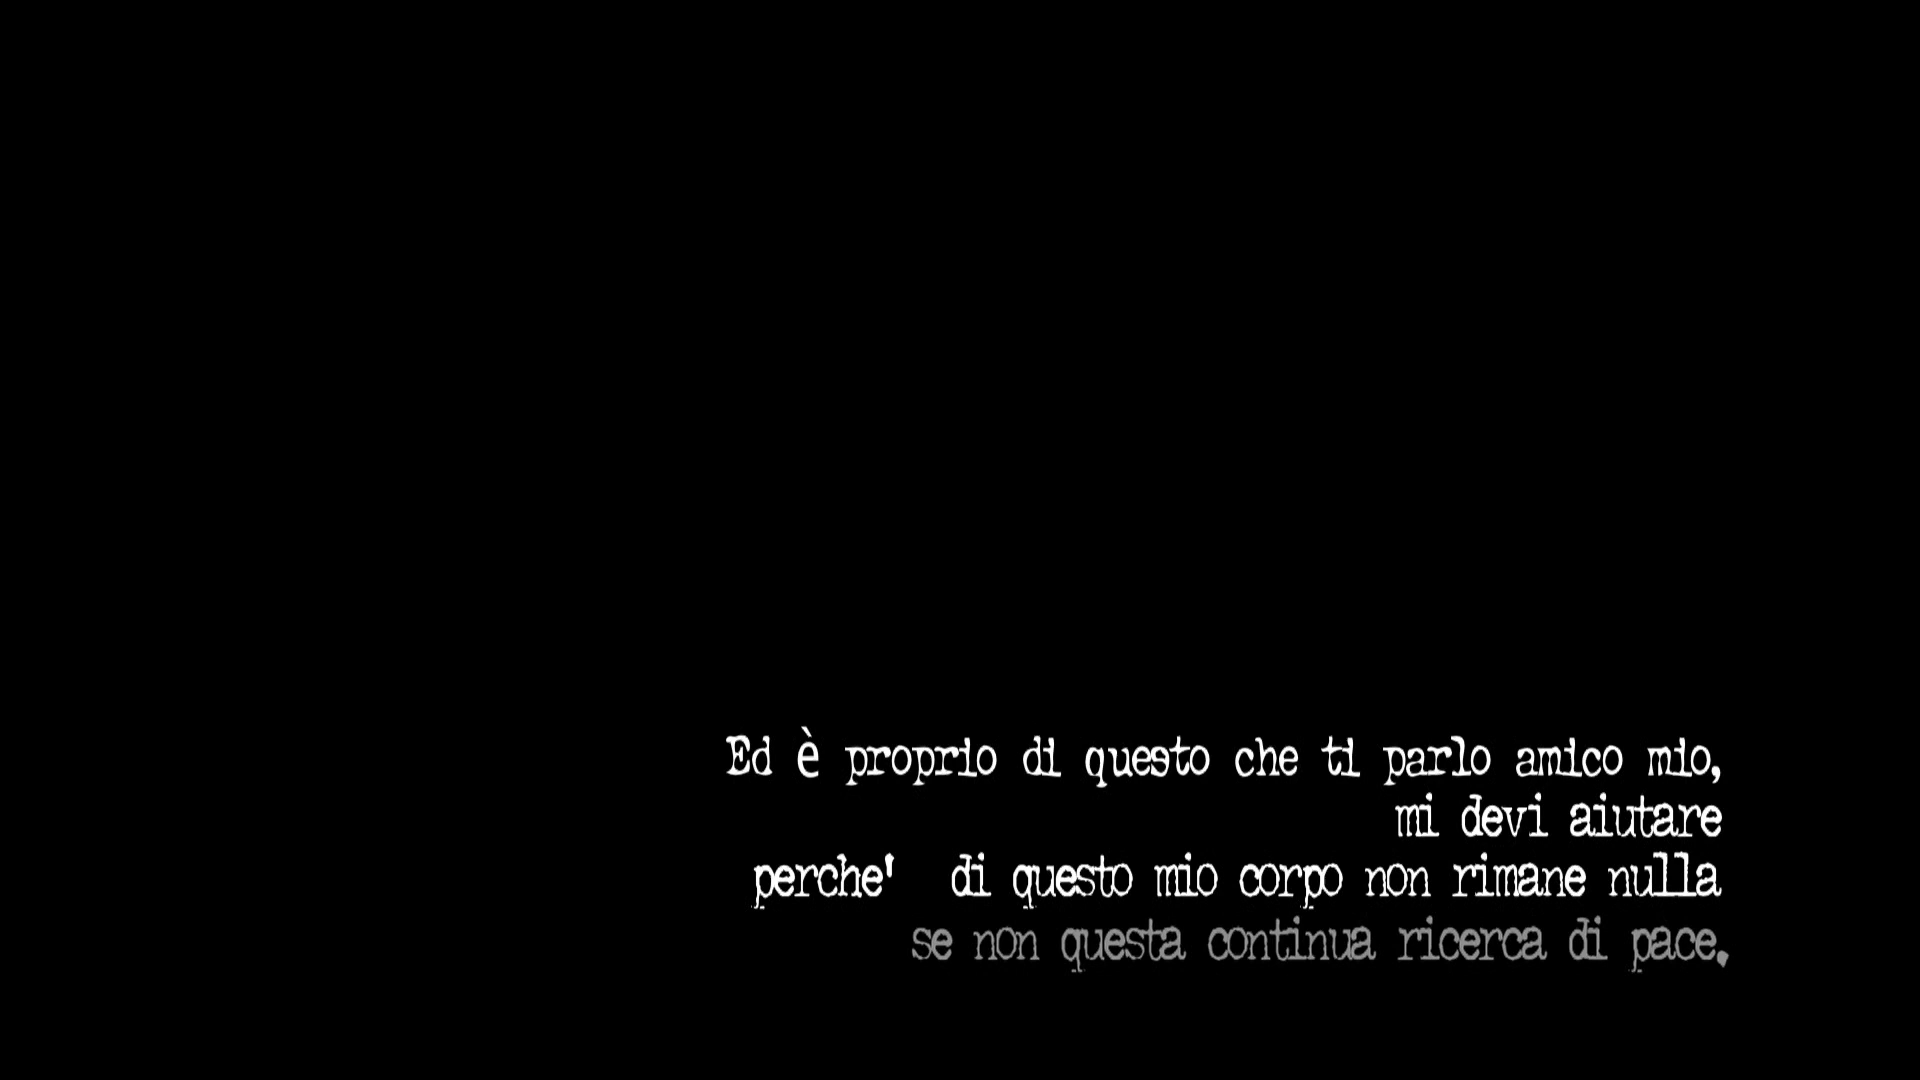 Ed è proprio di questo che ti parlo amico mio,
mi devi aiutare
perche' di questo mio corpo non rimane nulla
se non questa continua ricerca di pace.